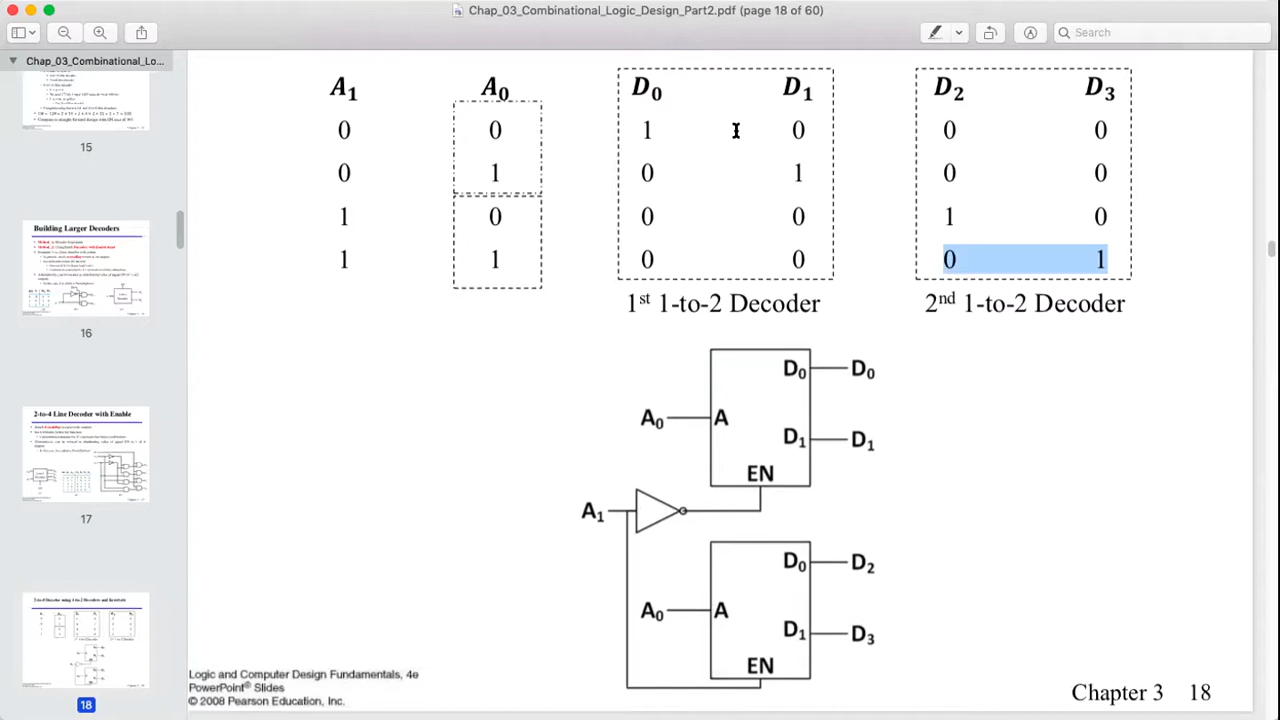 Chap_03_Combinational_Logic_Design_Part2.pdf (page 18 of 60)
Search
Chap_03_Combinational_Lo...
15
Building Larger Decoders
16
2-to-4 Line Decoder with Enable
17
18
A₁ A₀ D₀ D₁ D₂ D₃
0 0 1 0 0 0
0 1 0 1 0 0
1 0 0 0 1 0
1 1 0 0 0 1
1st 1-to-2 Decoder 2nd 1-to-2 Decoder
D₀ D₀
A₀ A
D₁ D₁
EN
A₁
D₀ D₂
A₀ A
D₁ D₃
EN
Logic and Computer Design Fundamentals, 4e
PowerPoint® Slides
© 2008 Pearson Education, Inc.
Chapter 3 18